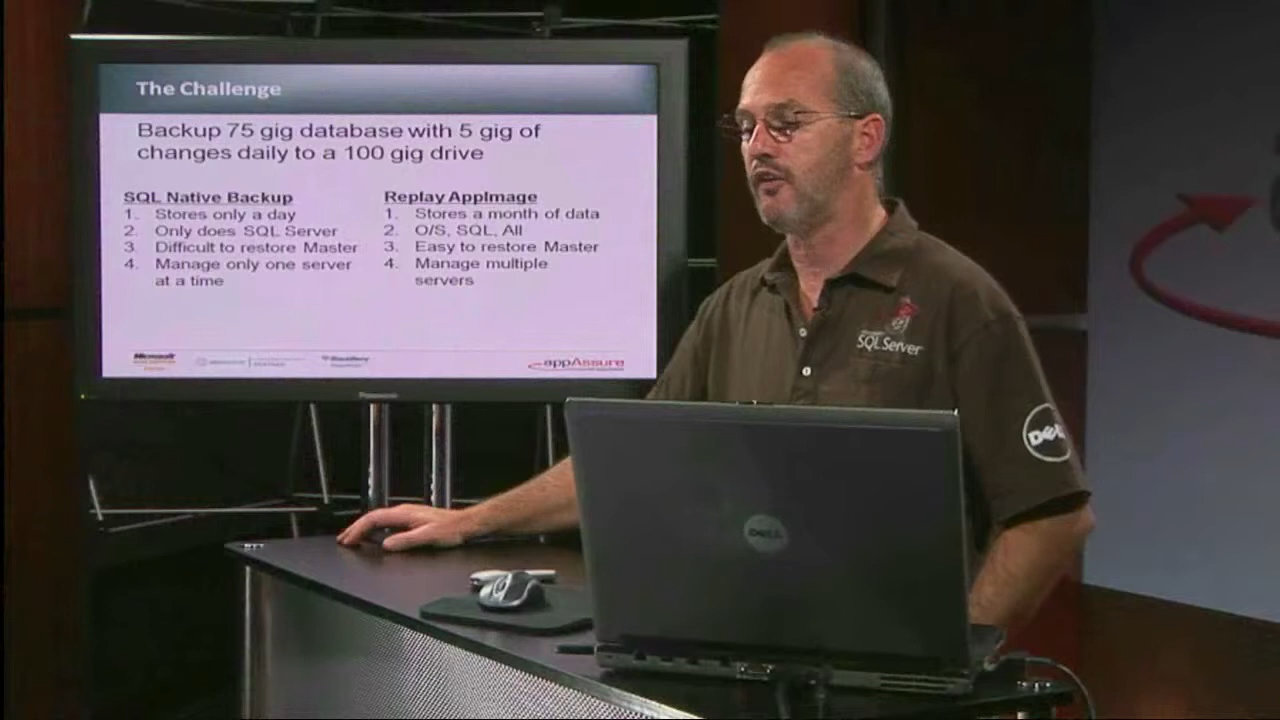 The Challenge
Backup 75 gig database with 5 gig of
changes daily to a 100 gig drive
SQL Native Backup
1. Stores only a day
2. Only does SQL Server
3. Difficult to restore Master
4. Manage only one server
at a time
Replay AppImage
1. Stores a month of data
2. O/S, SQL, All
3. Easy to restore Master
4. Manage multiple
servers
Microsoft
BlackBerry
appAssure
SQL Server
DELL
DELL